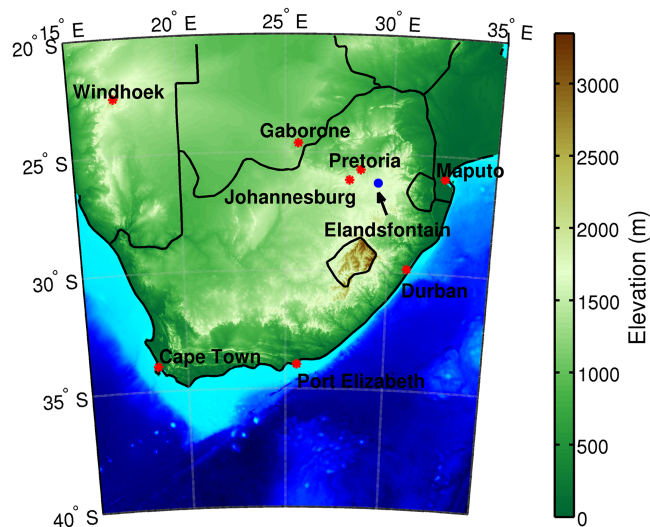 15° E
20° E
25° E
30° E
35° E
20° S
25° S
30° S
35° S
40° S
Windhoek
Gaborone
Pretoria
Maputo
Johannesburg
Elandsfontain
Durban
Cape Town
Port Elizabeth
3000
2500
2000
1500
1000
500
0
Elevation (m)